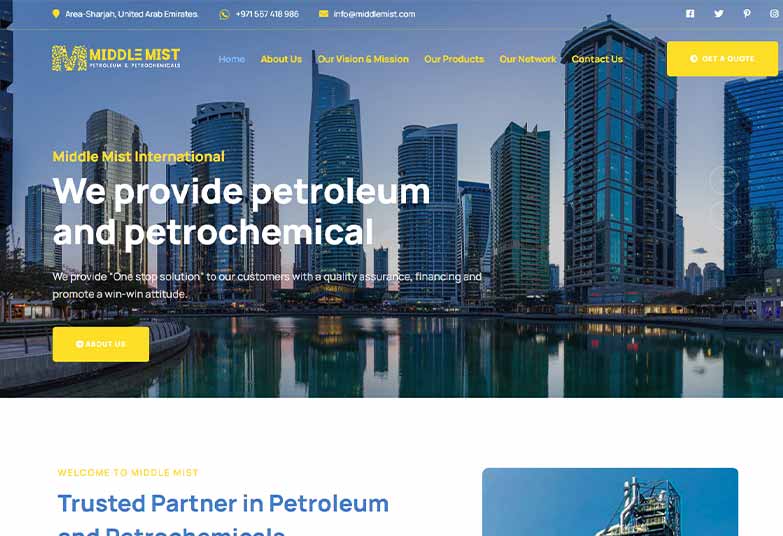 Area-Sharjah, United Arab Emirates.
+971 567 418 986
info@middlemist.com
MIDDLE MIST
PETROLEUM & PETROCHEMICALS
Home
About Us
Our Vision & Mission
Our Products
Our Network
Contact Us
GET A QUOTE
Middle Mist International
We provide petroleum
and petrochemical
We provide "One stop solution" to our customers with a quality assurance, financing and
promote a win-win attitude.
ABOUT US
WELCOME TO MIDDLE MIST
Trusted Partner in Petroleum
and Petrochemicals